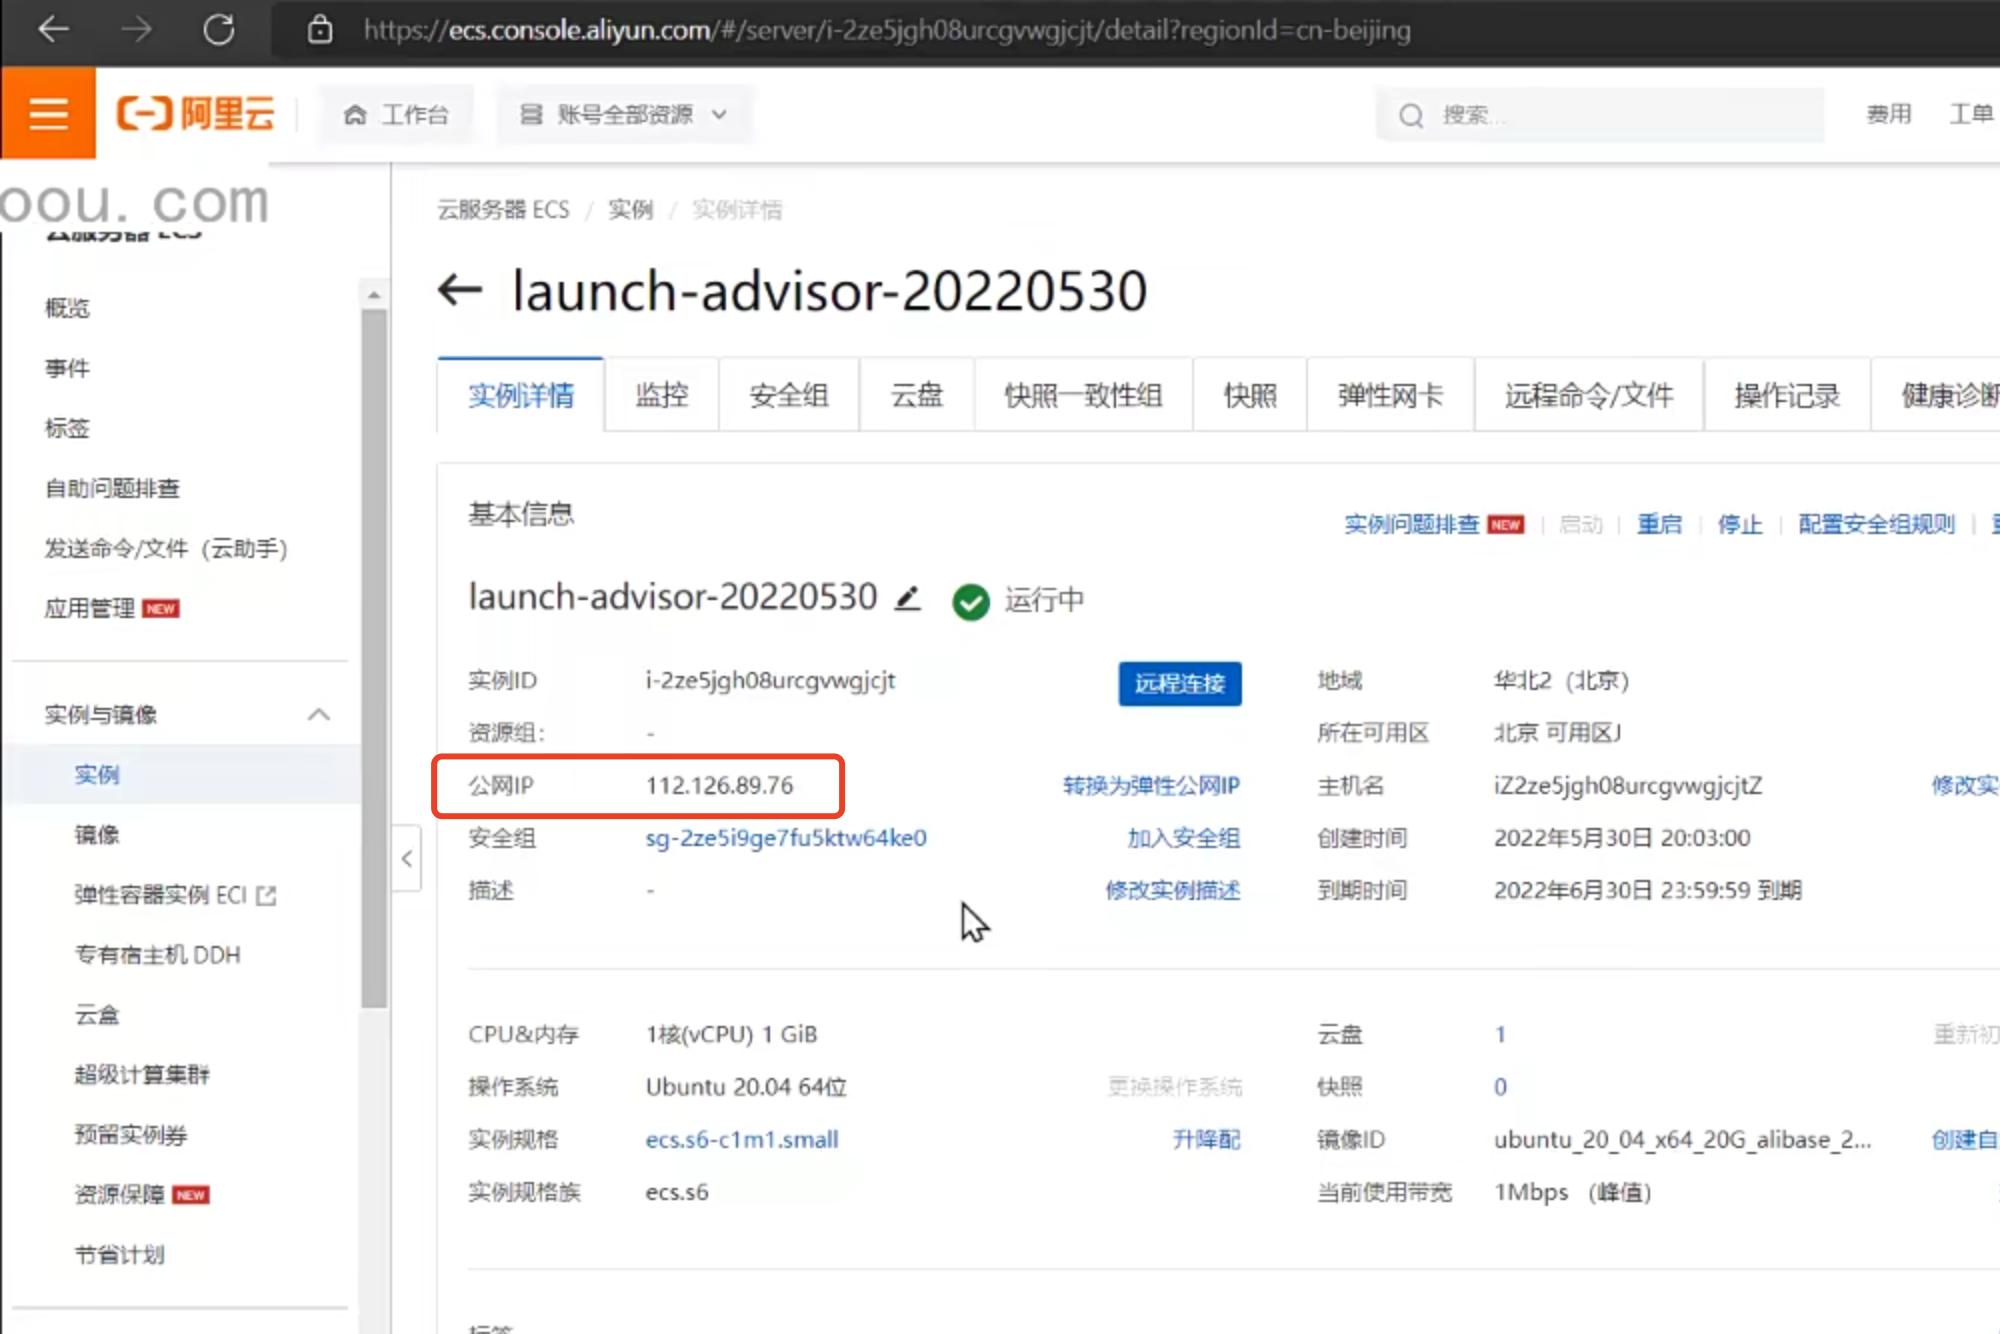 https://ecs.console.aliyun.com/#/server/i-2ze5jgh08urcgvwgjcjt/detail?regionId=cn-beijing
阿里云
工作台
账号全部资源
搜索...
费用
工单
oou.com
云服务器 ECS
概览
事件
标签
自助问题排查
发送命令/文件（云助手）
应用管理 NEW
实例与镜像
实例
镜像
弹性容器实例 ECI
专有宿主机 DDH
云盒
超级计算集群
预留实例券
资源保障 NEW
节省计划
云服务器 ECS / 实例 / 实例详情
launch-advisor-20220530
实例详情 监控 安全组 云盘 快照一致性组 快照 弹性网卡 远程命令/文件 操作记录 健康诊断
基本信息
实例问题排查 NEW 启动 重启 停止 配置安全组规则
launch-advisor-20220530 运行中
实例ID i-2ze5jgh08urcgvwgjcjt 远程连接 地域 华北2（北京）
资源组： - 所在可用区 北京 可用区J
公网IP 112.126.89.76 转换为弹性公网IP 主机名 iZ2ze5jgh08urcgvwgjcjtZ 修改实
安全组 sg-2ze5i9ge7fu5ktw64ke0 加入安全组 创建时间 2022年5月30日 20:03:00
描述 - 修改实例描述 到期时间 2022年6月30日 23:59:59 到期
CPU&内存 1核(vCPU) 1 GiB 云盘 1 重新初
操作系统 Ubuntu 20.04 64位 更换操作系统 快照 0
实例规格 ecs.s6-c1m1.small 升降配 镜像ID ubuntu_20_04_x64_20G_alibase_2... 创建自
实例规格族 ecs.s6 当前使用带宽 1Mbps （峰值）
标签